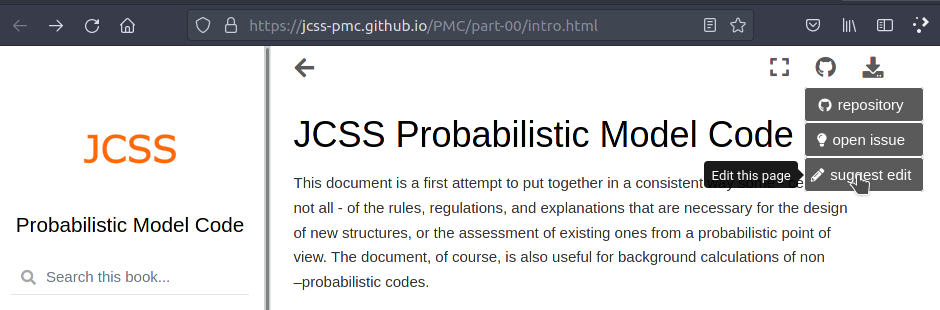 https://jcss-pmc.github.io/PMC/part-00/intro.html
JCSS
Probabilistic Model Code
Search this book...
repository
open issue
suggest edit
Edit this page
JCSS Probabilistic Model Code
This document is a first attempt to put together in a consistent way
not all - of the rules, regulations, and explanations that are necessary for the design
of new structures, or the assessment of existing ones from a probabilistic point of
view. The document, of course, is also useful for background calculations of non
–probabilistic codes.